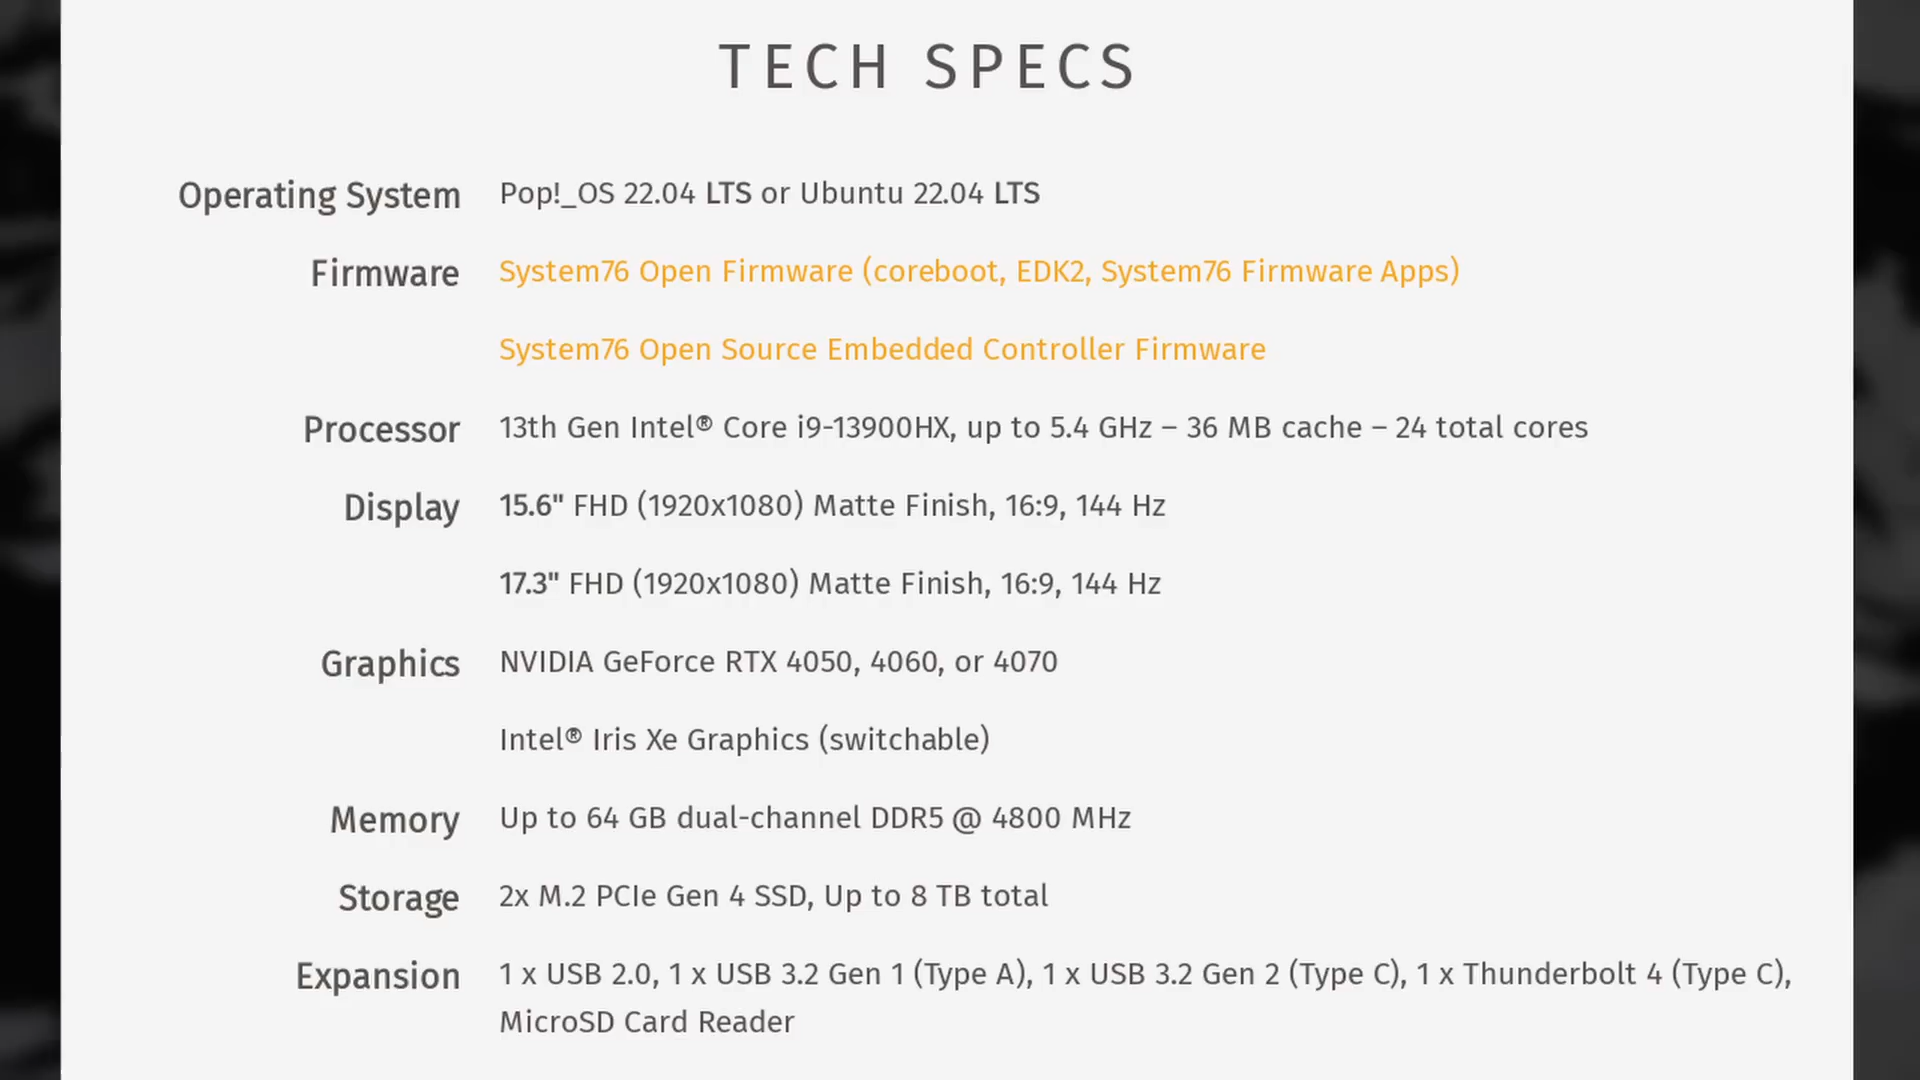 TECH SPECS
Operating System Pop!_OS 22.04 LTS or Ubuntu 22.04 LTS
Firmware System76 Open Firmware (coreboot, EDK2, System76 Firmware Apps)
System76 Open Source Embedded Controller Firmware
Processor 13th Gen Intel® Core i9-13900HX, up to 5.4 GHz – 36 MB cache – 24 total cores
Display 15.6" FHD (1920x1080) Matte Finish, 16:9, 144 Hz
17.3" FHD (1920x1080) Matte Finish, 16:9, 144 Hz
Graphics NVIDIA GeForce RTX 4050, 4060, or 4070
Intel® Iris Xe Graphics (switchable)
Memory Up to 64 GB dual-channel DDR5 @ 4800 MHz
Storage 2x M.2 PCIe Gen 4 SSD, Up to 8 TB total
Expansion 1 x USB 2.0, 1 x USB 3.2 Gen 1 (Type A), 1 x USB 3.2 Gen 2 (Type C), 1 x Thunderbolt 4 (Type C),
MicroSD Card Reader